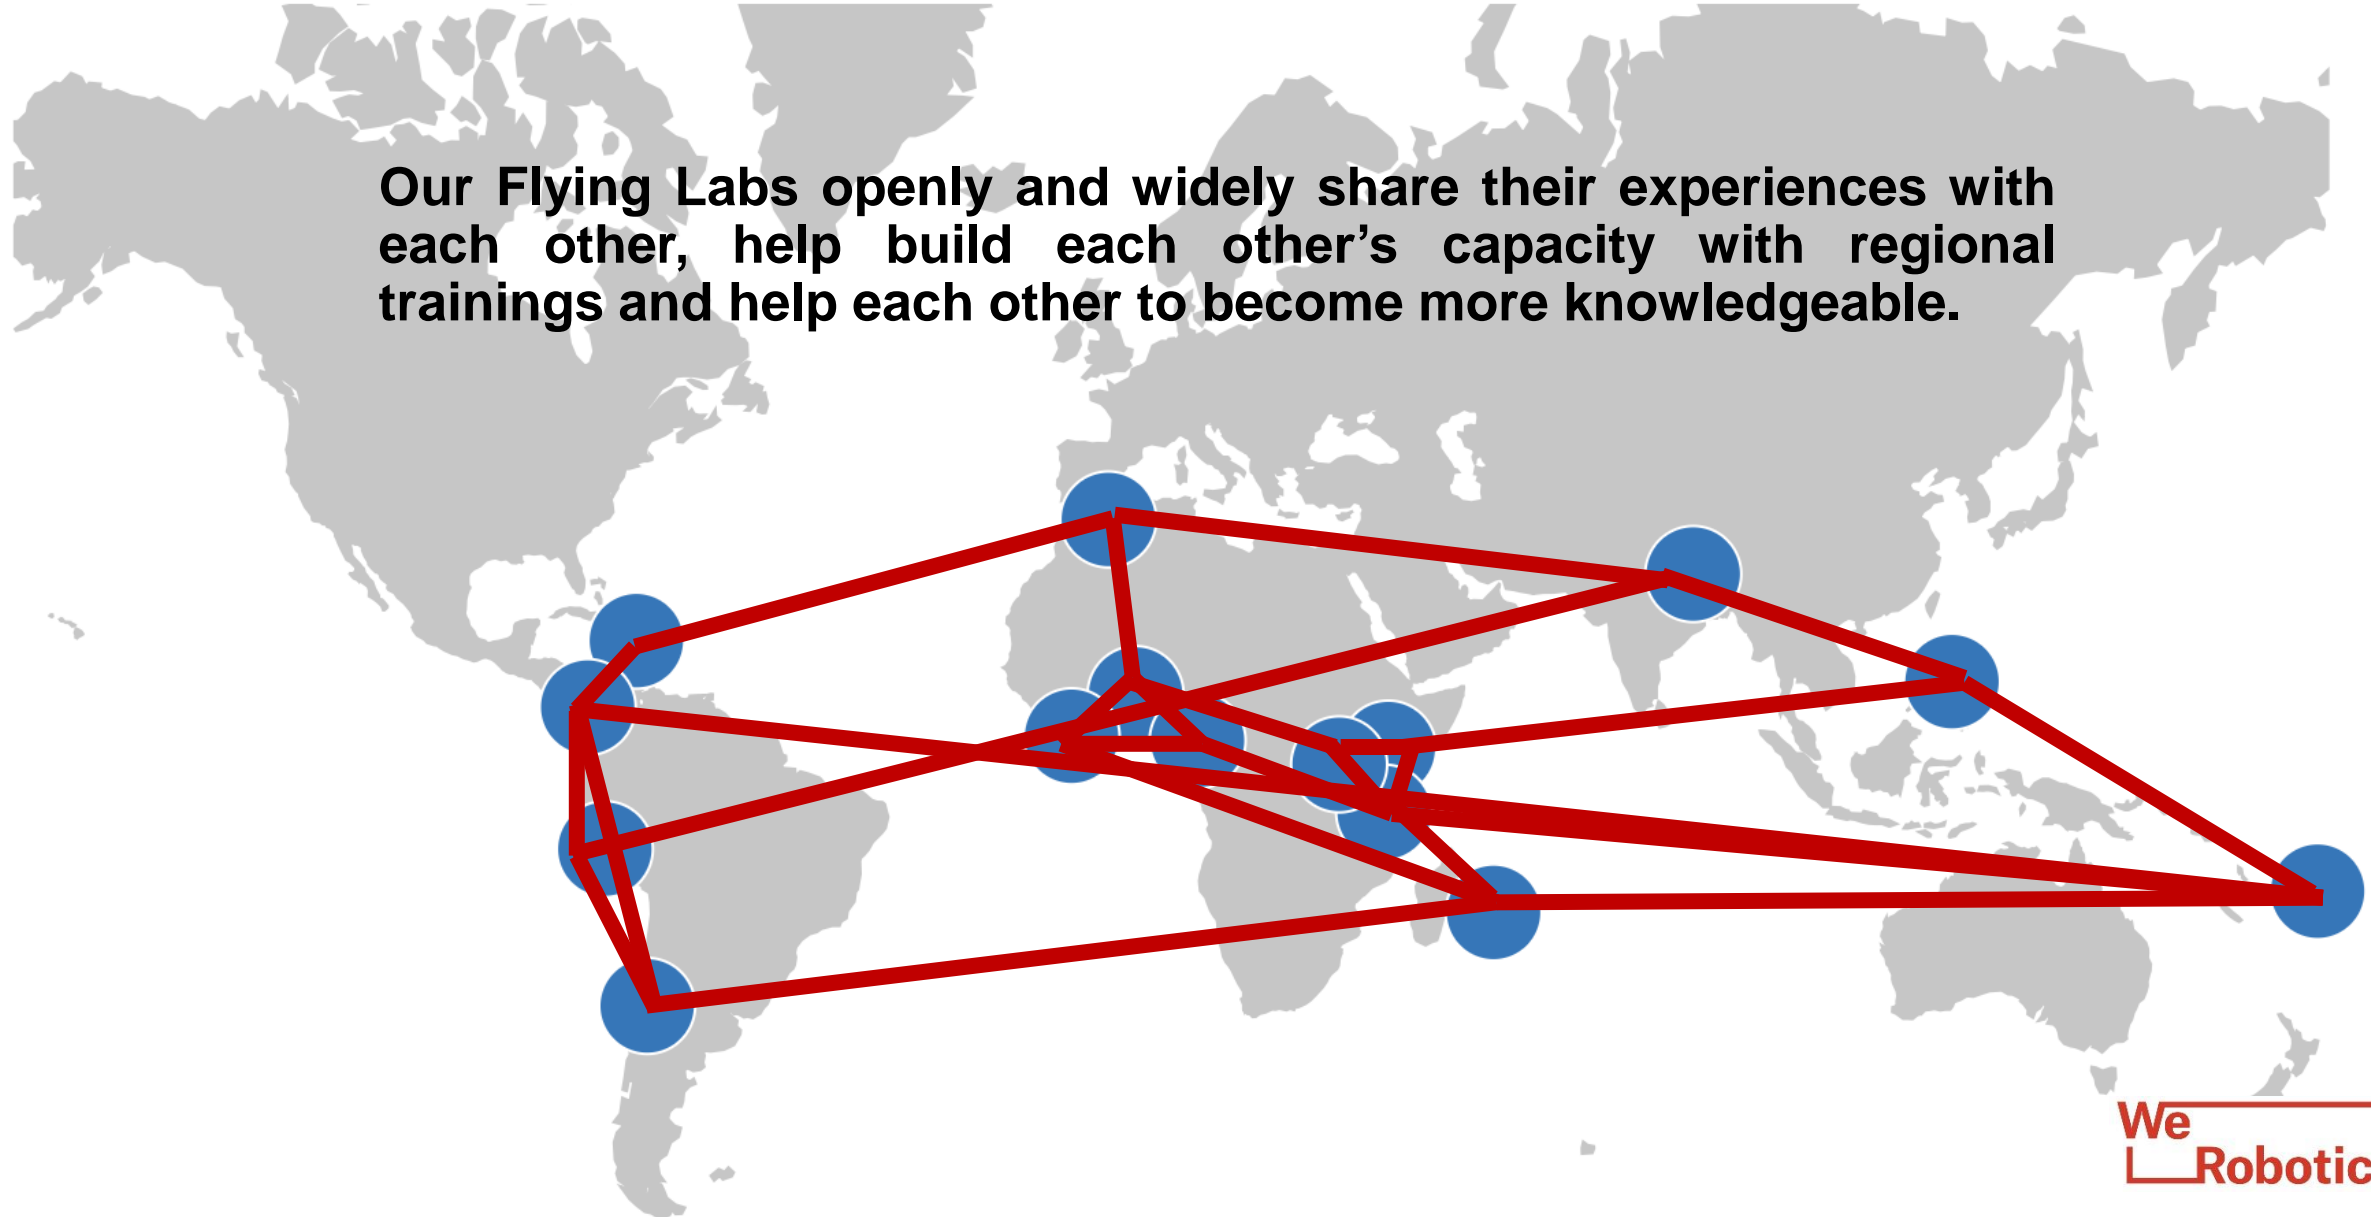 Our Flying Labs openly and widely share their experiences with
each other, help build each other’s capacity with regional
trainings and help each other to become more knowledgeable.
We
Robotic